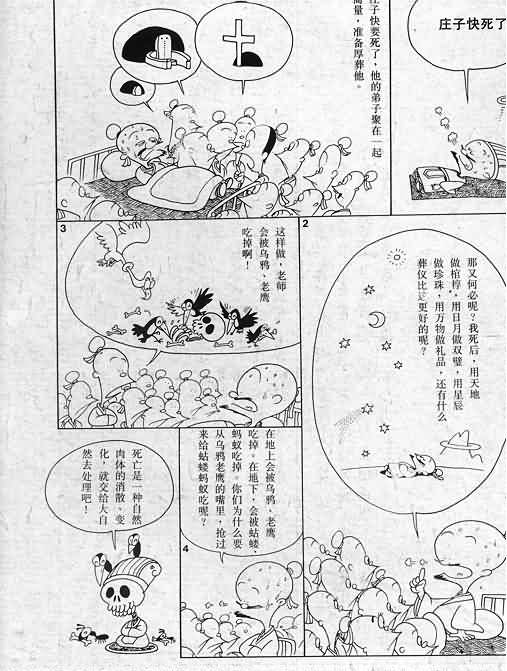 庄子快死了
庄子快要死了，他的弟子聚在一起
商量，准备厚葬他。
2
那又何必呢？我死后，用天地
做棺椁，用日月做双璧，用星辰
做珍珠，用万物做礼品，还有什么
葬仪比这更好的呢？
3
这样做，老师
会被乌鸦、老鹰
吃掉啊！
4
在地上会被乌鸦、老鹰
吃掉。在地下，会被蛄蝼
蚂蚁吃掉。你们为什么要
从乌鸦老鹰的嘴里，抢过
来给蛄蝼蚂蚁吃呢？
死亡是一种自然
肉体的消散、变
化，就交给大自
然去处理吧！